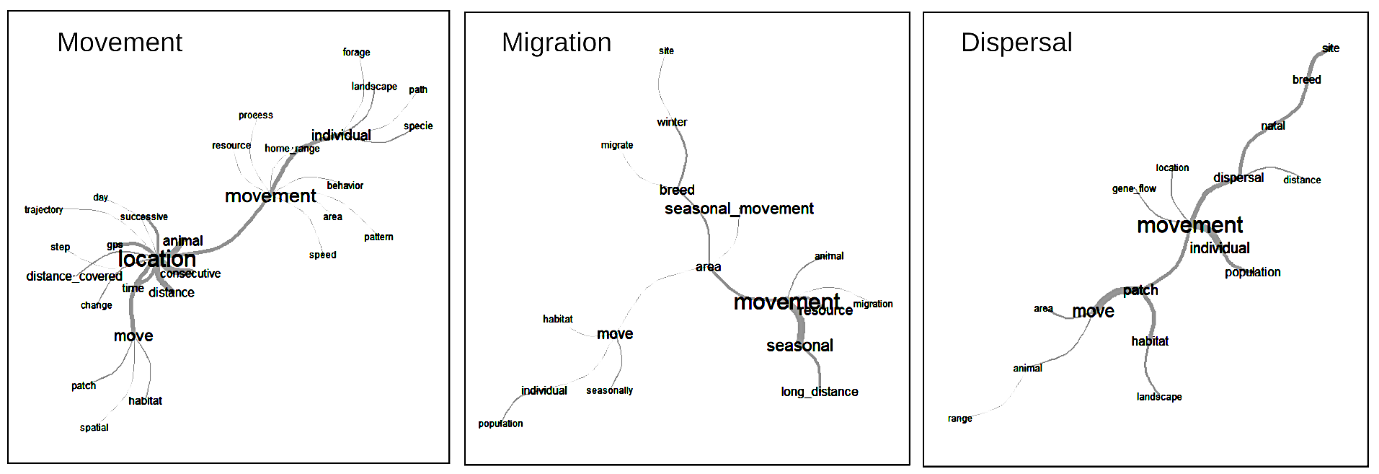 Movement
forage
landscape
path
process
individual
specie
resource
home_range
behavior
movement
day
area
trajectory
successive
pattern
step
gps
animal
speed
location
distance_covered
consecutive
time
distance
change
move
patch
habitat
spatial
Migration
site
winter
migrate
breed
seasonal_movement
area
animal
movement
migration
resource
habitat
move
seasonal
individual
seasonally
long_distance
population
Dispersal
site
breed
natal
location
dispersal
distance
gene_flow
movement
individual
population
patch
area
move
habitat
animal
landscape
range